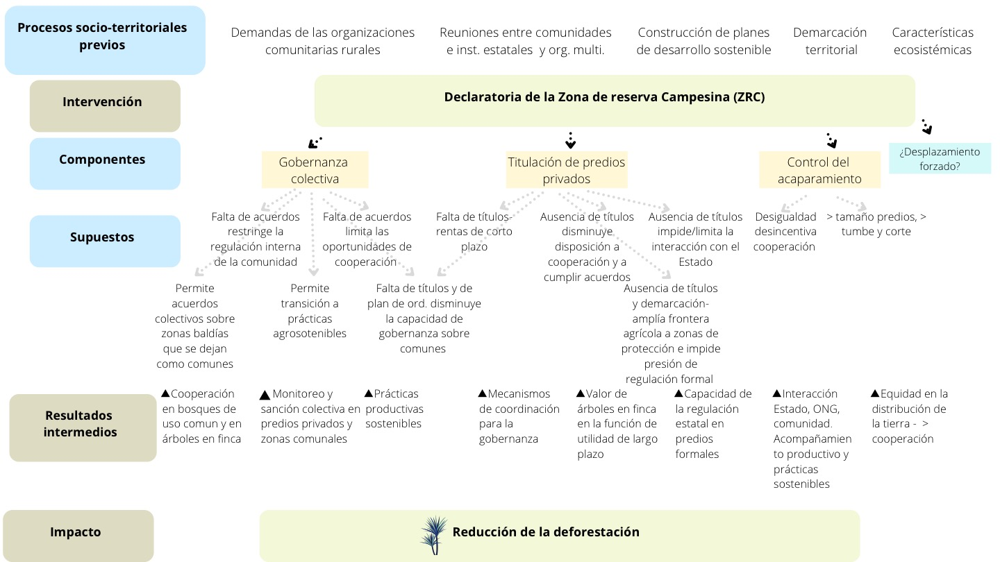 Procesos socio-territoriales
previos
Demandas de las organizaciones
comunitarias rurales
Reuniones entre comunidades
e inst. estatales y org. multi.
Construcción de planes
de desarrollo sostenible
Demarcación
territorial
Características
ecosistémicas
Intervención
Declaratoria de la Zona de reserva Campesina (ZRC)
Componentes
Gobernanza
colectiva
Titulación de predios
privados
Control del
acaparamiento
¿Desplazamiento
forzado?
Supuestos
Falta de acuerdos
restringe la
regulación interna
de la comunidad
Falta de acuerdos
limita las
oportunidades de
cooperación
Falta de títulos-
rentas de corto
plazo
Ausencia de títulos
disminuye
disposición a
cooperación y a
cumplir acuerdos
Ausencia de títulos
impide/limita la
interacción con el
Estado
Desigualdad
desincentiva
cooperación
> tamaño predios, >
tumbe y corte
Permite
acuerdos
colectivos sobre
zonas baldías
que se dejan
como comunes
Permite
transición a
prácticas
agrosotenibles
Falta de títulos y de
plan de ord. disminuye
la capacidad de
gobernanza sobre
comunes
Ausencia de títulos
y demarcación-
amplía frontera
agrícola a zonas de
protección e impide
presión de
regulación formal
Resultados
intermedios
▲Cooperación
en bosques de
uso comun y en
árboles en finca
▲ Monitoreo y
sanción colectiva en
predios privados y
zonas comunales
▲Prácticas
productivas
sostenibles
▲Mecanismos
de coordinación
para la
gobernanza
▲Valor de
árboles en finca
en la función de
utilidad de largo
plazo
▲Capacidad de
la regulación
estatal en
predios
formales
▲Interacción
Estado, ONG,
comunidad.
Acompañamien
to productivo y
prácticas
sostenibles
▲Equidad en la
distribución de
la tierra - >
cooperación
Impacto
Reducción de la deforestación